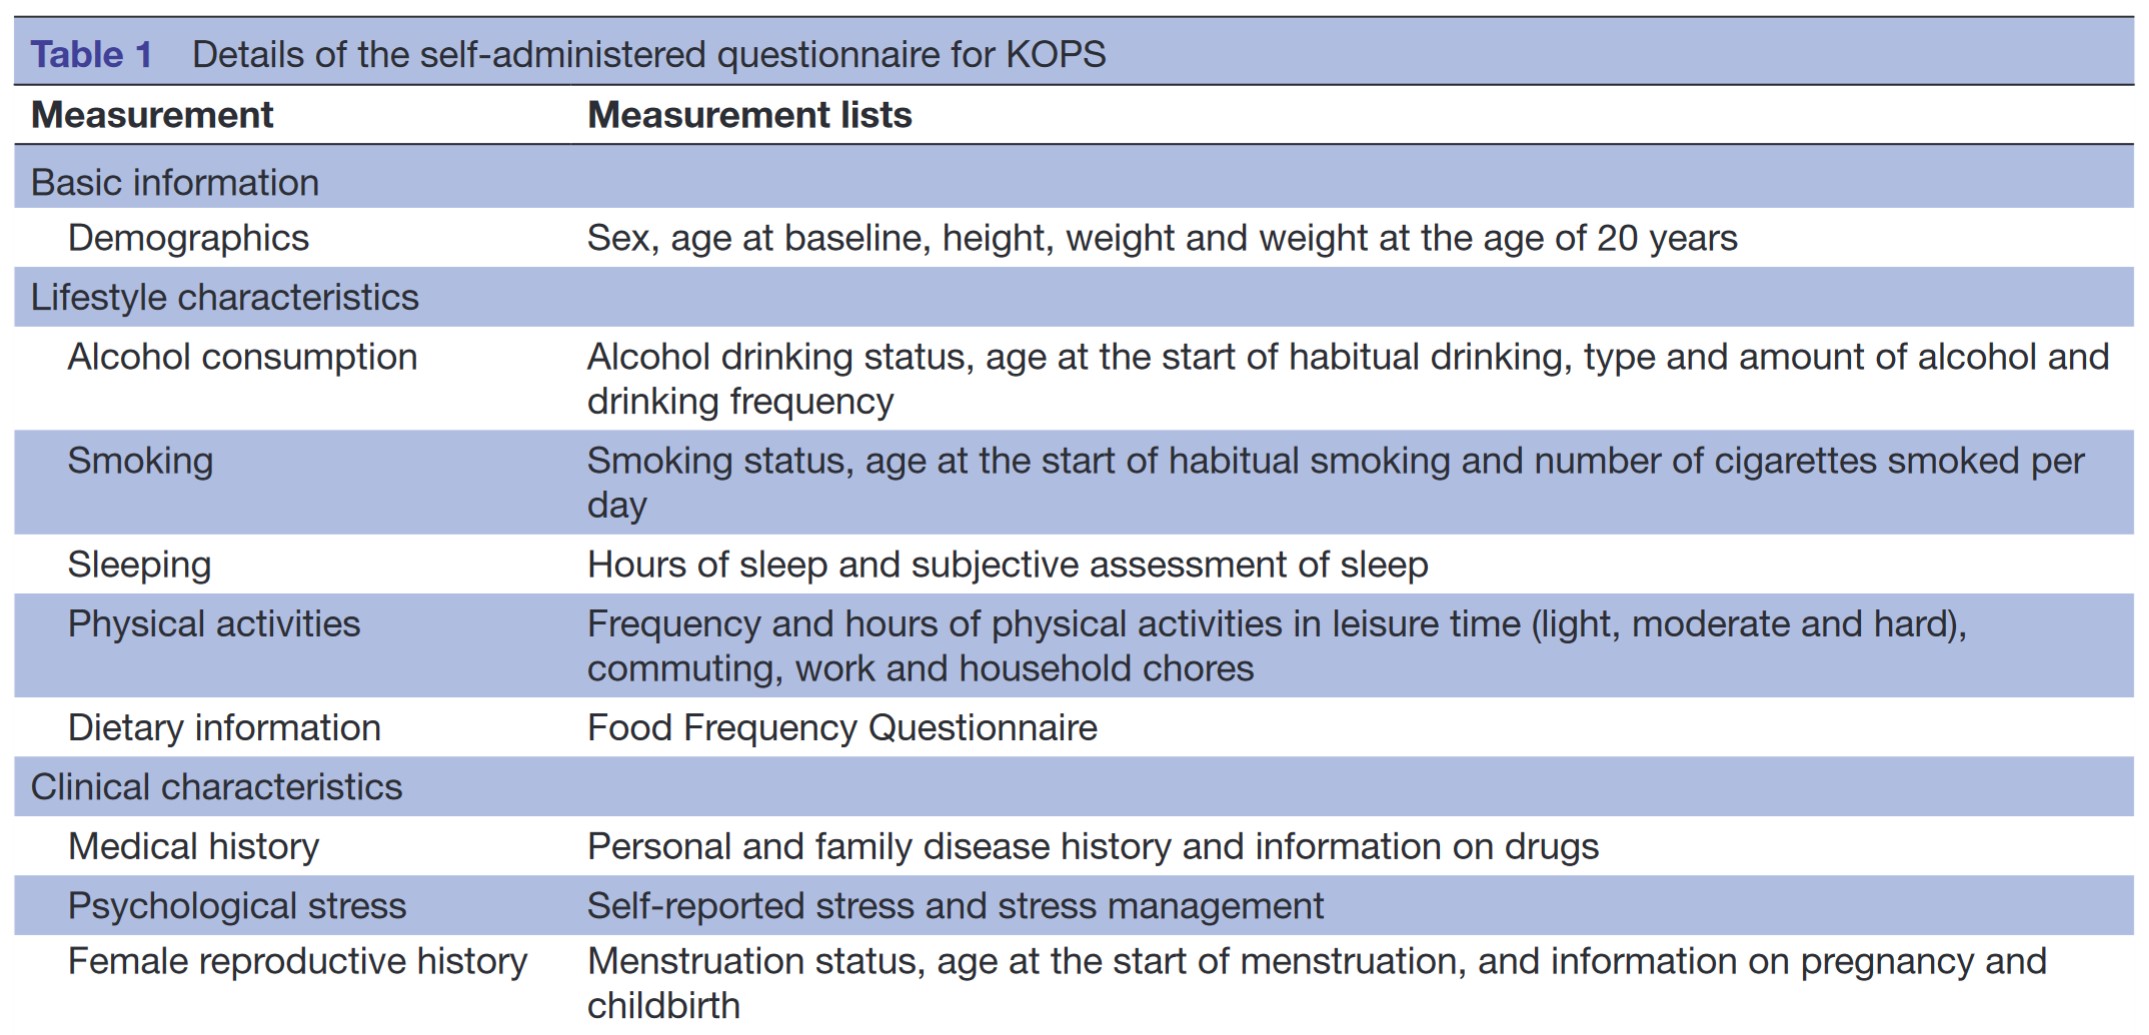 Table 1 Details of the self-administered questionnaire for KOPS
Measurement Measurement lists
Basic information
Demographics Sex, age at baseline, height, weight and weight at the age of 20 years
Lifestyle characteristics
Alcohol consumption Alcohol drinking status, age at the start of habitual drinking, type and amount of alcohol and
drinking frequency
Smoking Smoking status, age at the start of habitual smoking and number of cigarettes smoked per
day
Sleeping Hours of sleep and subjective assessment of sleep
Physical activities Frequency and hours of physical activities in leisure time (light, moderate and hard),
commuting, work and household chores
Dietary information Food Frequency Questionnaire
Clinical characteristics
Medical history Personal and family disease history and information on drugs
Psychological stress Self-reported stress and stress management
Female reproductive history Menstruation status, age at the start of menstruation, and information on pregnancy and
childbirth